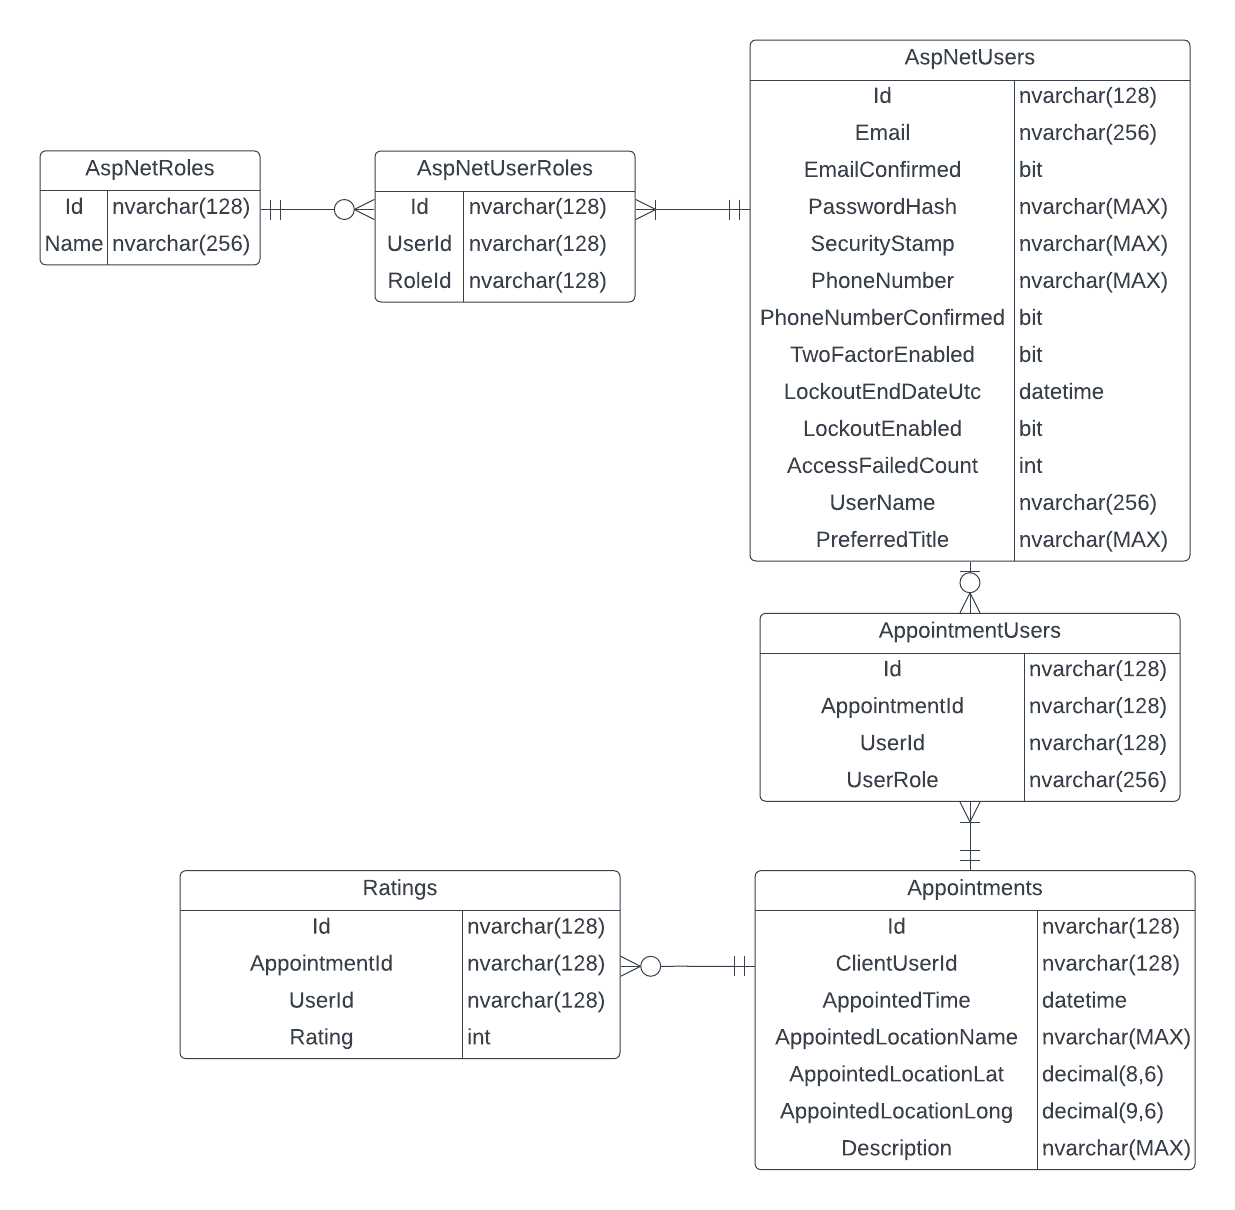 AspNetUsers
Id nvarchar(128)
Email nvarchar(256)
EmailConfirmed bit
PasswordHash nvarchar(MAX)
SecurityStamp nvarchar(MAX)
PhoneNumber nvarchar(MAX)
PhoneNumberConfirmed bit
TwoFactorEnabled bit
LockoutEndDateUtc datetime
LockoutEnabled bit
AccessFailedCount int
UserName nvarchar(256)
PreferredTitle nvarchar(MAX)
AspNetRoles
Id nvarchar(128)
Name nvarchar(256)
AspNetUserRoles
Id nvarchar(128)
UserId nvarchar(128)
RoleId nvarchar(128)
AppointmentUsers
Id nvarchar(128)
AppointmentId nvarchar(128)
UserId nvarchar(128)
UserRole nvarchar(256)
Ratings
Id nvarchar(128)
AppointmentId nvarchar(128)
UserId nvarchar(128)
Rating int
Appointments
Id nvarchar(128)
ClientUserId nvarchar(128)
AppointedTime datetime
AppointedLocationName nvarchar(MAX)
AppointedLocationLat decimal(8,6)
AppointedLocationLong decimal(9,6)
Description nvarchar(MAX)